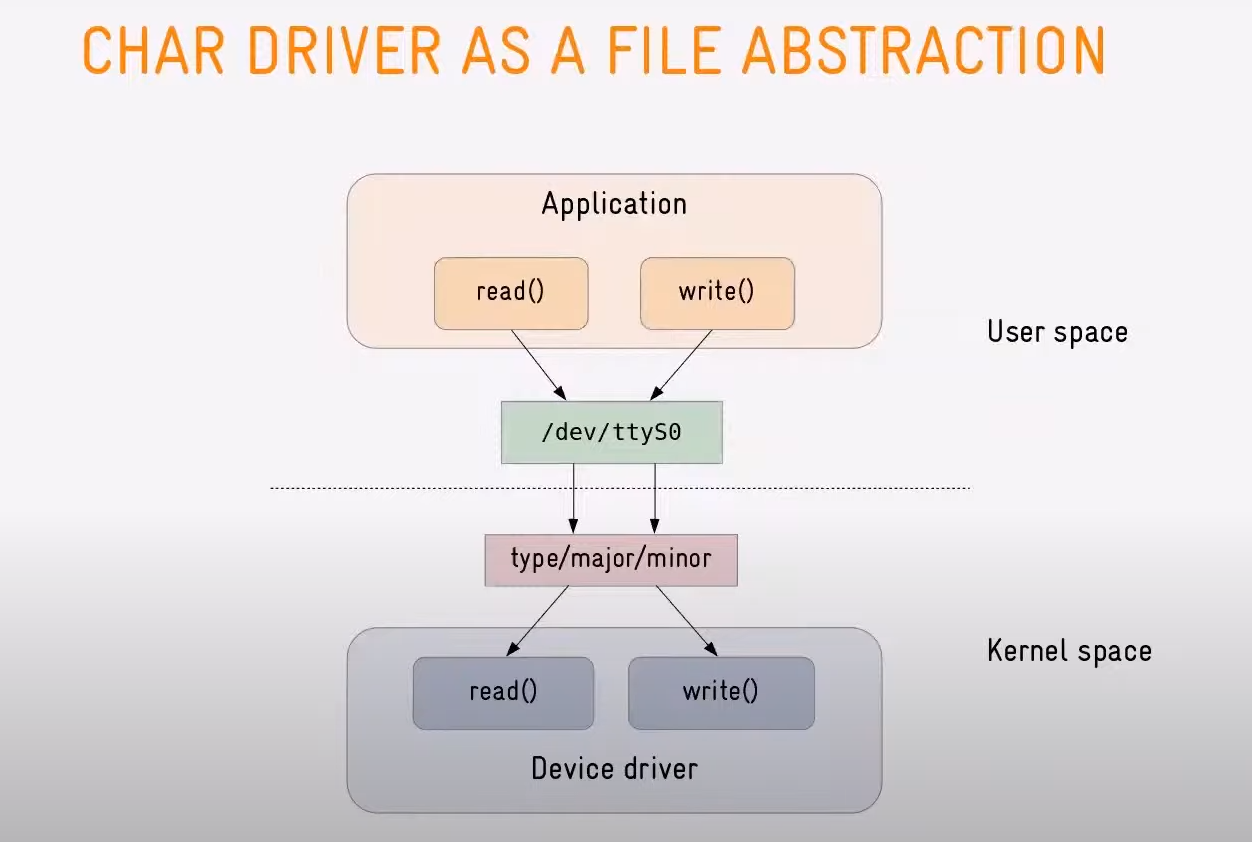 CHAR DRIVER AS A FILE ABSTRACTION
Application
read()
write()
User space
/dev/ttyS0
type/major/minor
Kernel space
read()
write()
Device driver